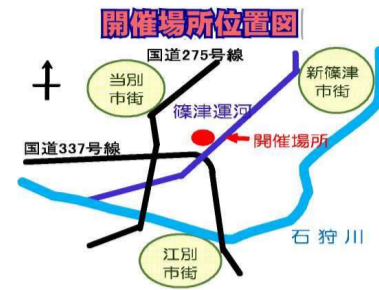 開催場所位置図
国道275号線
当別
市街
新篠津
市街
篠津運河
国道337号線
開催場所
石狩川
江別
市街